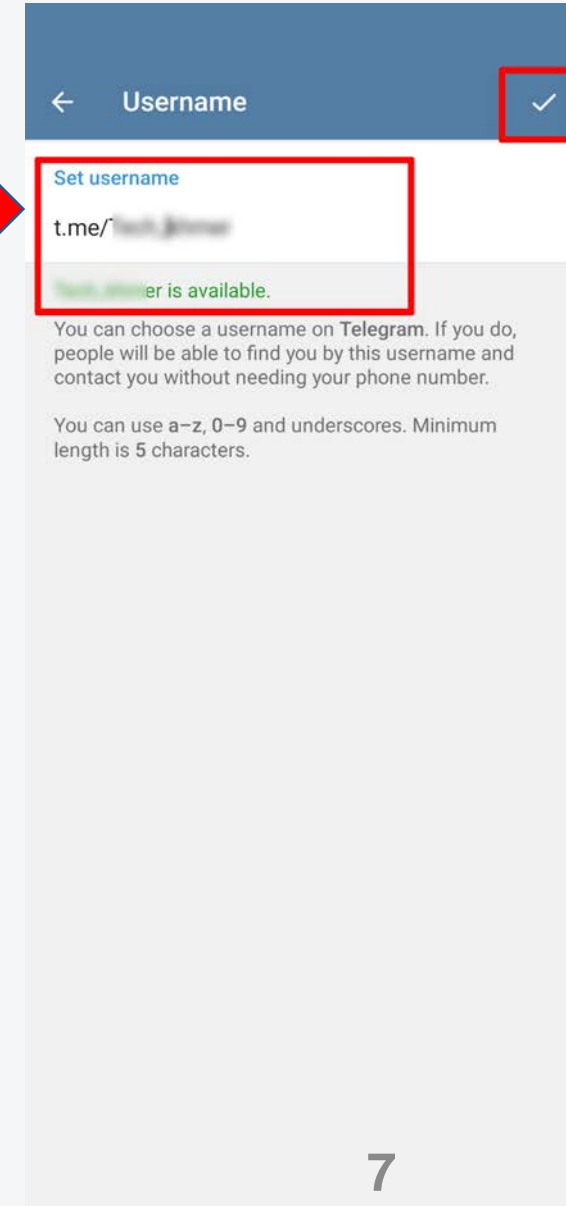 Username
Set username
t.me/
er is available.
You can choose a username on Telegram. If you do,
people will be able to find you by this username and
contact you without needing your phone number.
You can use a–z, 0–9 and underscores. Minimum
length is 5 characters.
7